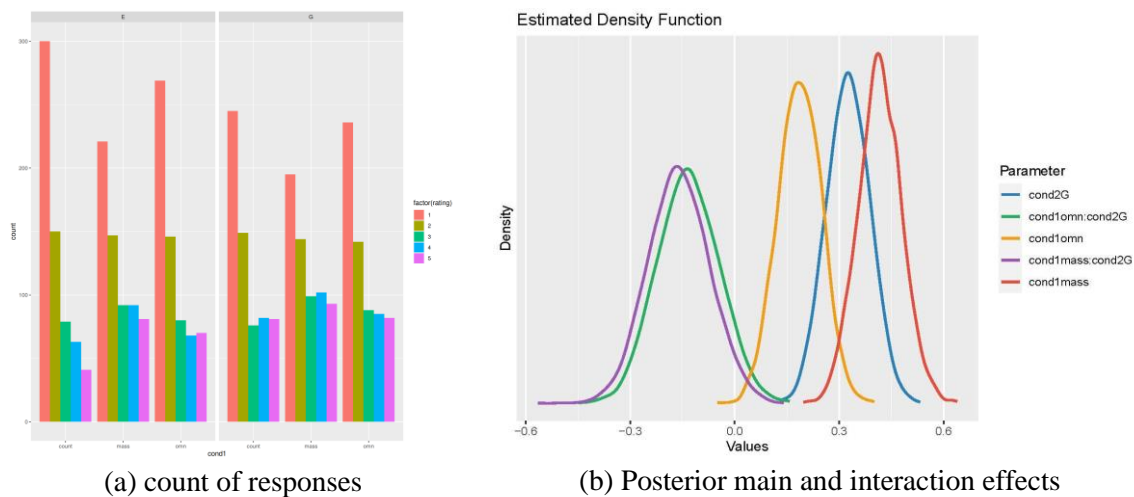 E G
300
200
100
0
count
count mass omn count mass omn
cond1
factor(rating)
1
2
3
4
5
(a) count of responses
Estimated Density Function
Density
−0.6 −0.3 0.0 0.3 0.6
Values
Parameter
cond2G
cond1omn:cond2G
cond1omn
cond1mass:cond2G
cond1mass
(b) Posterior main and interaction effects